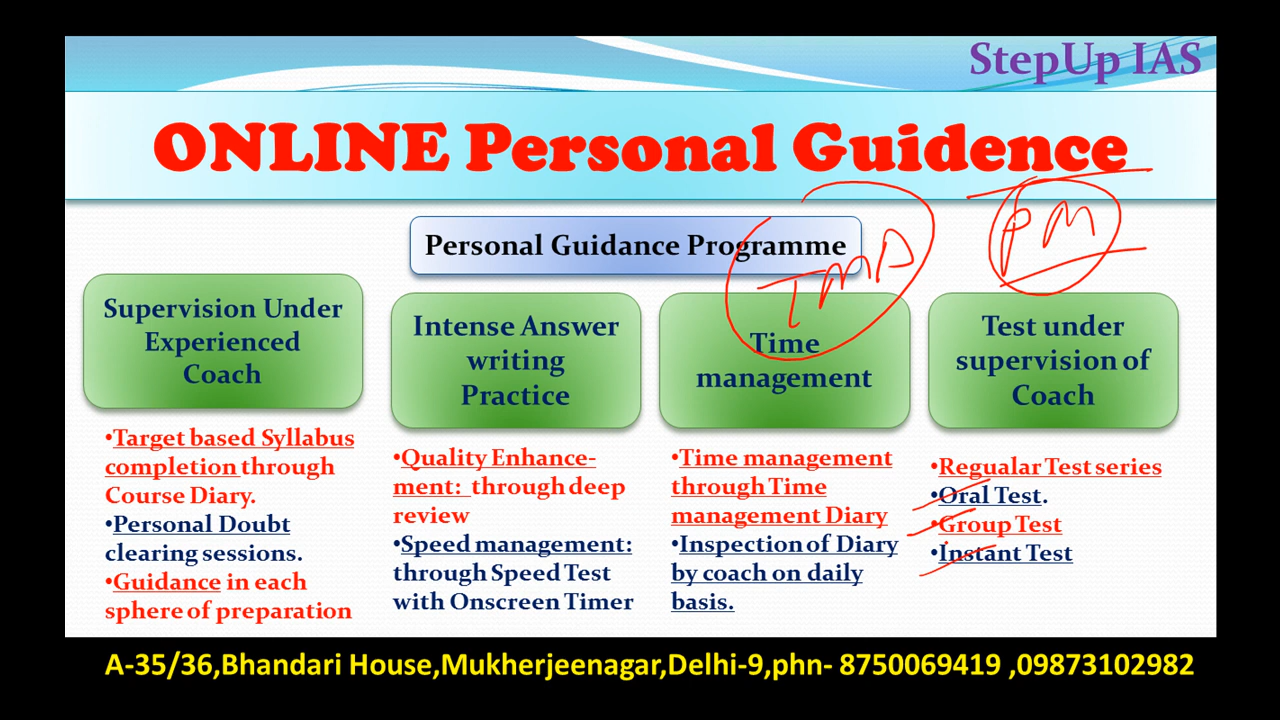 StepUp IAS
ONLINE Personal Guidence
Personal Guidance Programme
TMD
PM
Supervision Under
Experienced
Coach
•Target based Syllabus
completion through
Course Diary.
•Personal Doubt
clearing sessions.
•Guidance in each
sphere of preparation
Intense Answer
writing
Practice
•Quality Enhance-
ment: through deep
review
•Speed management:
through Speed Test
with Onscreen Timer
Time
management
•Time management
through Time
management Diary
•Inspection of Diary
by coach on daily
basis.
Test under
supervision of
Coach
•Regualar Test series
•Oral Test.
•Group Test
•Instant Test
A-35/36,Bhandari House,Mukherjeenagar,Delhi-9,phn- 8750069419 ,09873102982